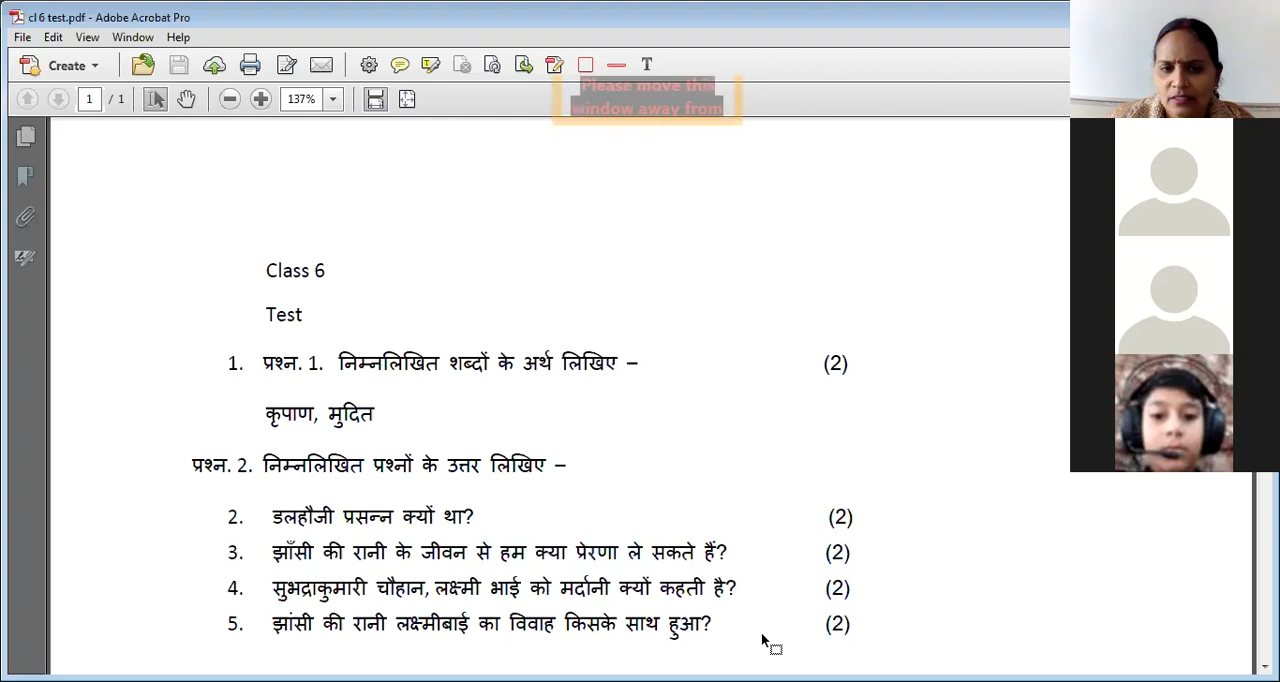 cl 6 test.pdf - Adobe Acrobat Pro
File Edit View Window Help
Create
1 / 1 137%
Please move this
window away from
Class 6
Test
1. प्रश्न. 1. निम्नलिखित शब्दों के अर्थ लिखिए – (2)
कृपाण, मुदित
प्रश्न. 2. निम्नलिखित प्रश्नों के उत्तर लिखिए –
2. डलहौजी प्रसन्न क्यों था? (2)
3. झाँसी की रानी के जीवन से हम क्या प्रेरणा ले सकते हैं? (2)
4. सुभद्राकुमारी चौहान, लक्ष्मी भाई को मर्दानी क्यों कहती है? (2)
5. झांसी की रानी लक्ष्मीबाई का विवाह किसके साथ हुआ? (2)